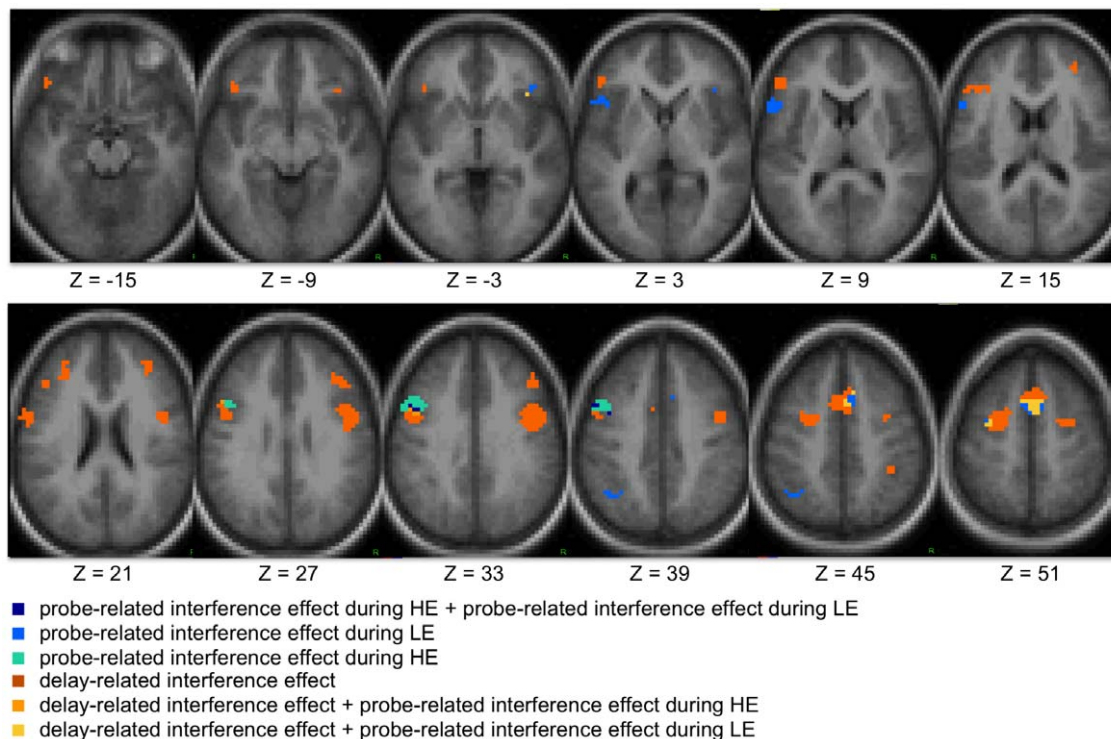 Z = -15 Z = -9 Z = -3 Z = 3 Z = 9 Z = 15
Z = 21 Z = 27 Z = 33 Z = 39 Z = 45 Z = 51
probe-related interference effect during HE + probe-related interference effect during LE
probe-related interference effect during LE
probe-related interference effect during HE
delay-related interference effect
delay-related interference effect + probe-related interference effect during HE
delay-related interference effect + probe-related interference effect during LE